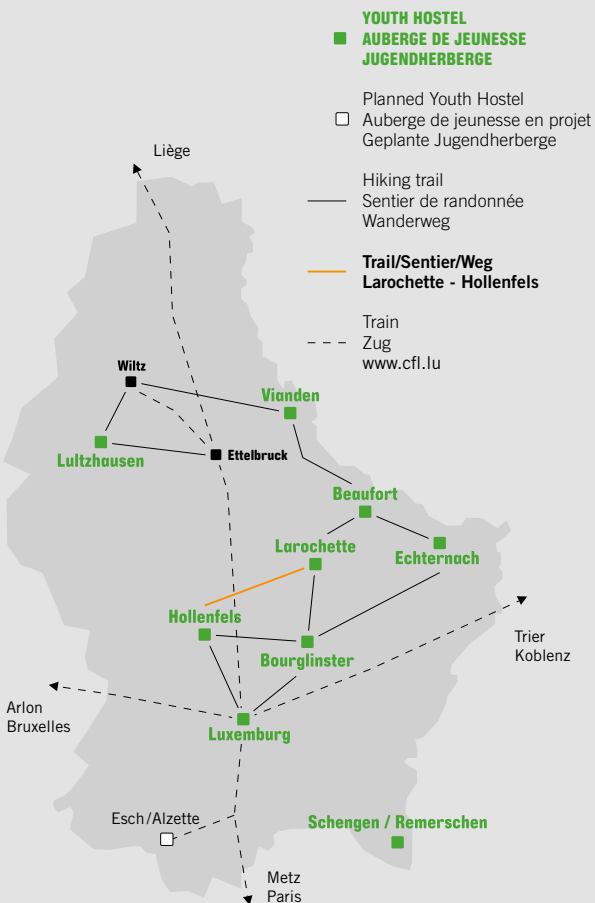 YOUTH HOSTEL
AUBERGE DE JEUNESSE
JUGENDHERBERGE
Planned Youth Hostel
Auberge de jeunesse en projet
Geplante Jugendherberge
Hiking trail
Sentier de randonnée
Wanderweg
Trail/Sentier/Weg
Larochette - Hollenfels
Train
Zug
www.cfl.lu
Liège
Wiltz
Vianden
Lultzhausen
Ettelbruck
Beaufort
Larochette
Echternach
Hollenfels
Bourglinster
Trier
Koblenz
Arlon
Bruxelles
Luxemburg
Esch/Alzette
Schengen / Remerschen
Metz
Paris